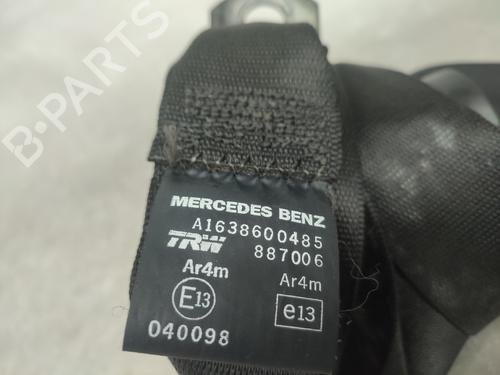 B-PARTS
MERCEDES BENZ
A1638600485
TRW 887006
Ar4m Ar4m
E13 e13
040098